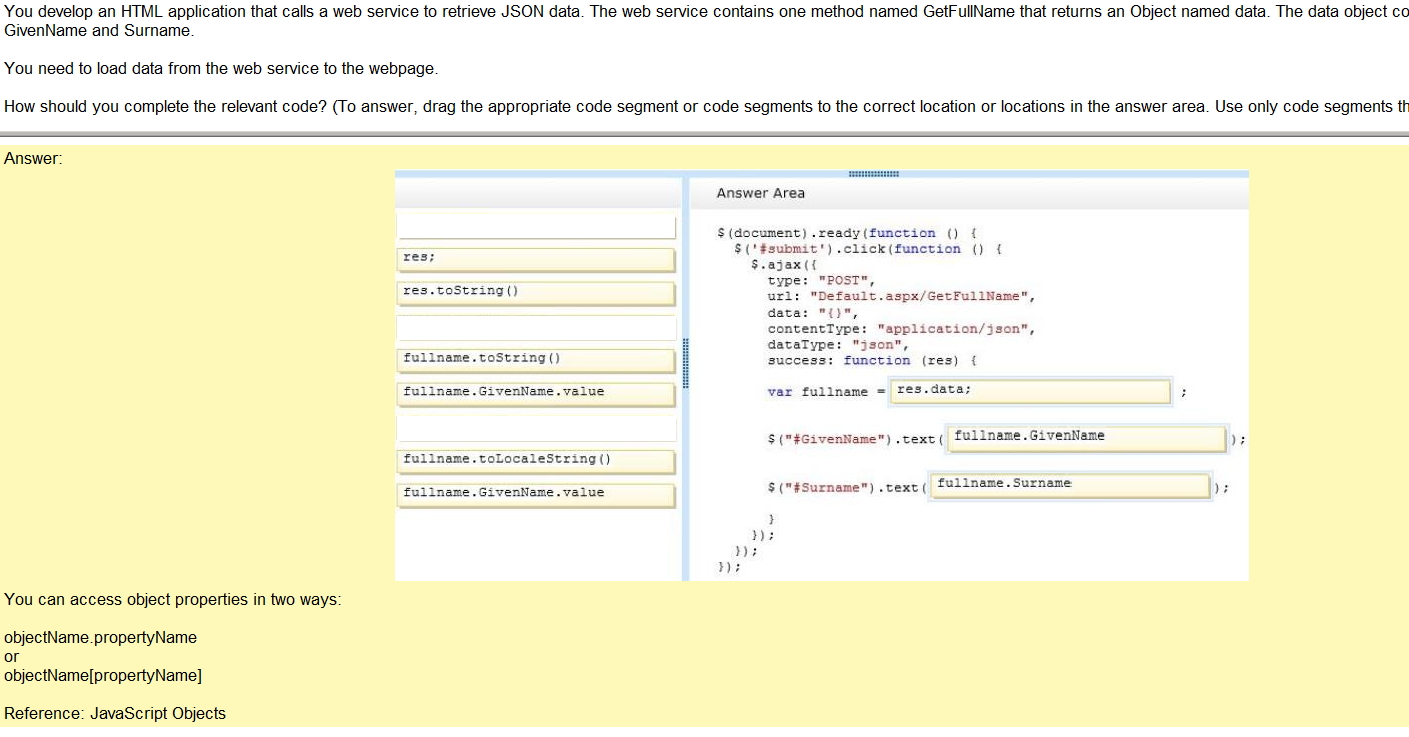 You develop an HTML application that calls a web service to retrieve JSON data. The web service contains one method named GetFullName that returns an Object named data. The data object co
GivenName and Surname.
You need to load data from the web service to the webpage.
How should you complete the relevant code? (To answer, drag the appropriate code segment or code segments to the correct location or locations in the answer area. Use only code segments th
Answer:
res;
res.toString()
fullname.toString()
fullname.GivenName.value
fullname.toLocaleString()
fullname.GivenName.value
Answer Area
$(document).ready(function () {
$('#submit').click(function () {
$.ajax({
type: "POST",
url: "Default.aspx/GetFullName",
data: "{}",
contentType: "application/json",
dataType: "json",
success: function (res) {
var fullname = res.data; ;
$("#GivenName").text( fullname.GivenName );
$("#Surname").text( fullname.Surname );
}
});
});
});
You can access object properties in two ways:
objectName.propertyName
or
objectName[propertyName]
Reference: JavaScript Objects